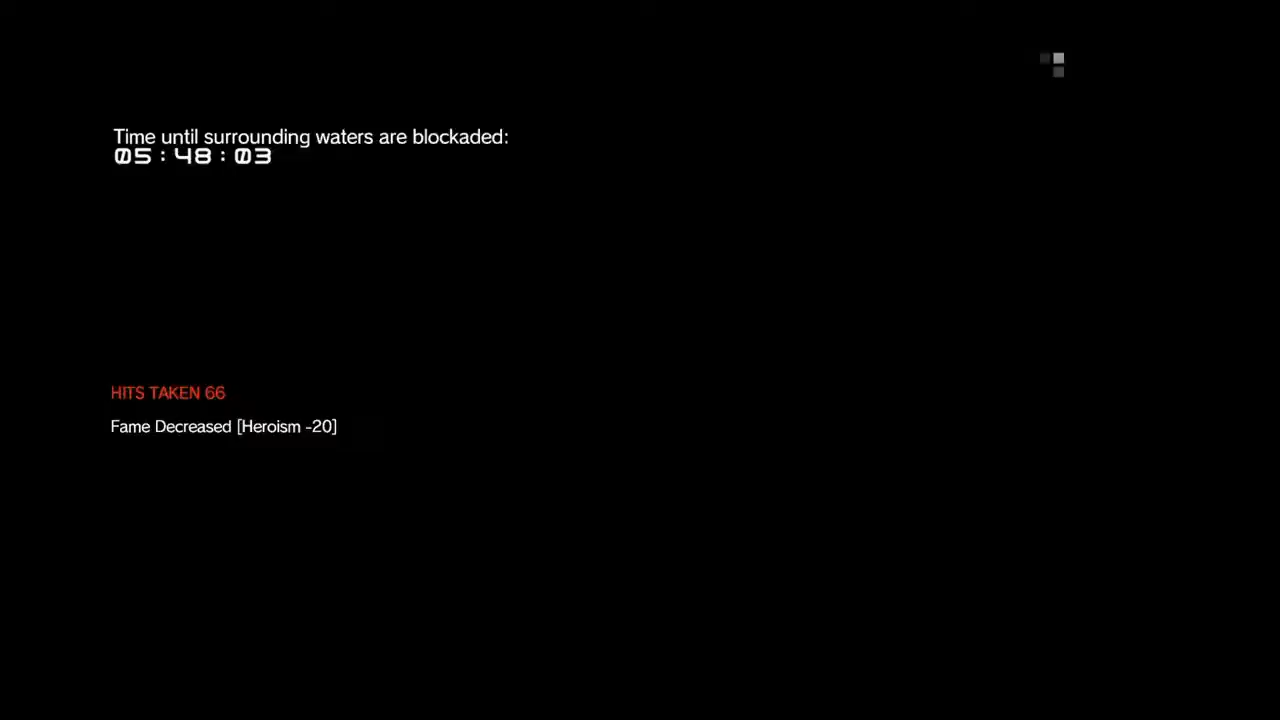 Time until surrounding waters are blockaded:
05:48:03
HITS TAKEN 66
Fame Decreased [Heroism -20]